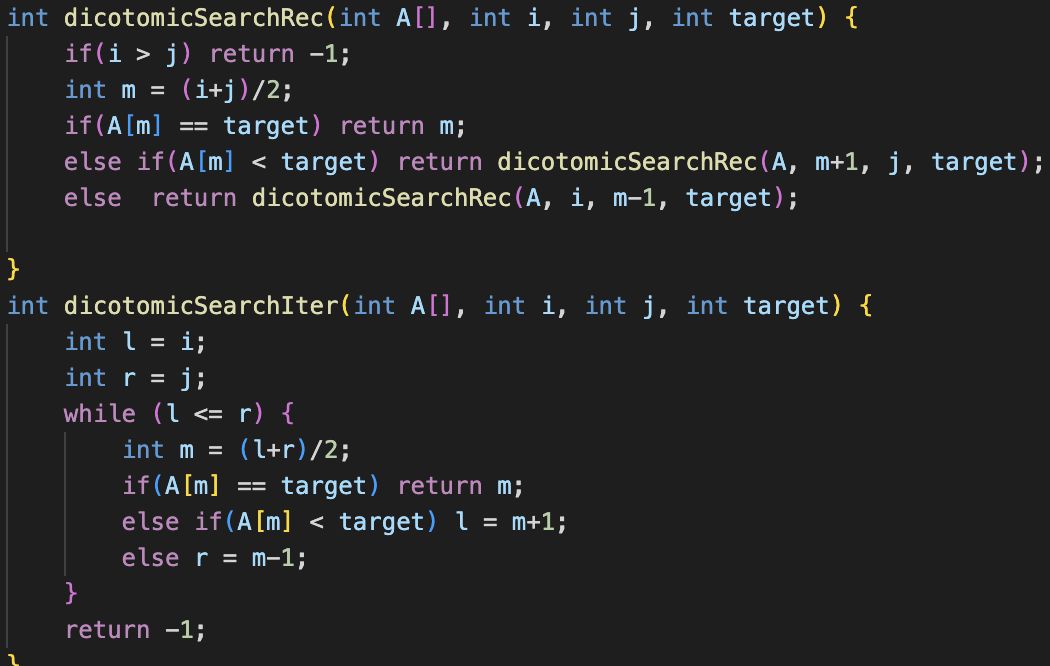 int dicotomicSearchRec(int A[], int i, int j, int target) {
    if(i > j) return -1;
    int m = (i+j)/2;
    if(A[m] == target) return m;
    else if(A[m] < target) return dicotomicSearchRec(A, m+1, j, target);
    else  return dicotomicSearchRec(A, i, m-1, target);

}
int dicotomicSearchIter(int A[], int i, int j, int target) {
    int l = i;
    int r = j;
    while (l <= r) {
        int m = (l+r)/2;
        if(A[m] == target) return m;
        else if(A[m] < target) l = m+1;
        else r = m-1;
    }
    return -1;
}